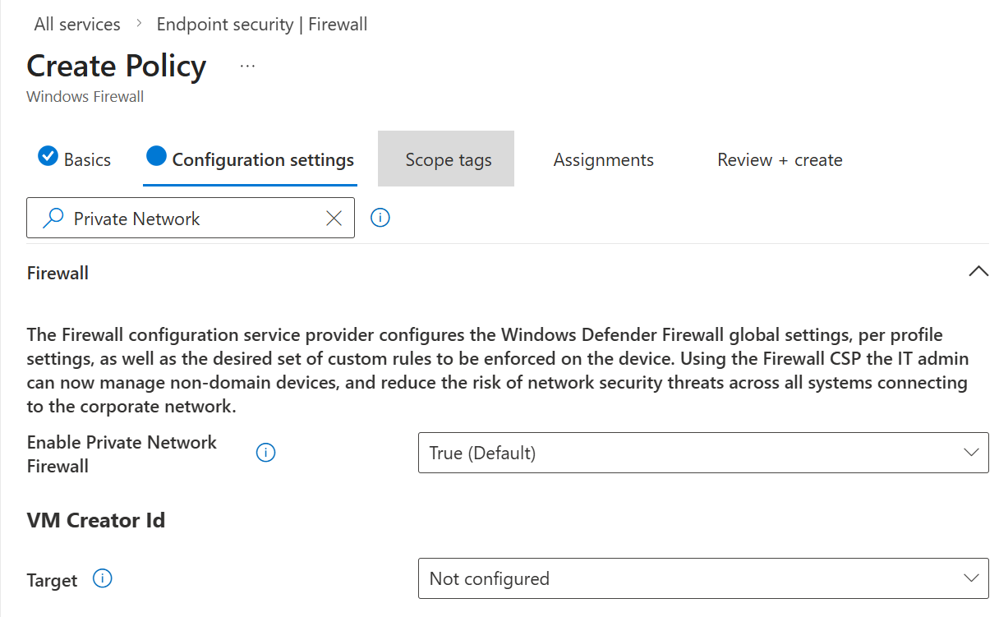 All services > Endpoint security | Firewall
Create Policy ...
Windows Firewall
Basics Configuration settings Scope tags Assignments Review + create
Private Network
Firewall
The Firewall configuration service provider configures the Windows Defender Firewall global settings, per profile
settings, as well as the desired set of custom rules to be enforced on the device. Using the Firewall CSP the IT admin
can now manage non-domain devices, and reduce the risk of network security threats across all systems connecting
to the corporate network.
Enable Private Network
Firewall
True (Default)
VM Creator Id
Target
Not configured